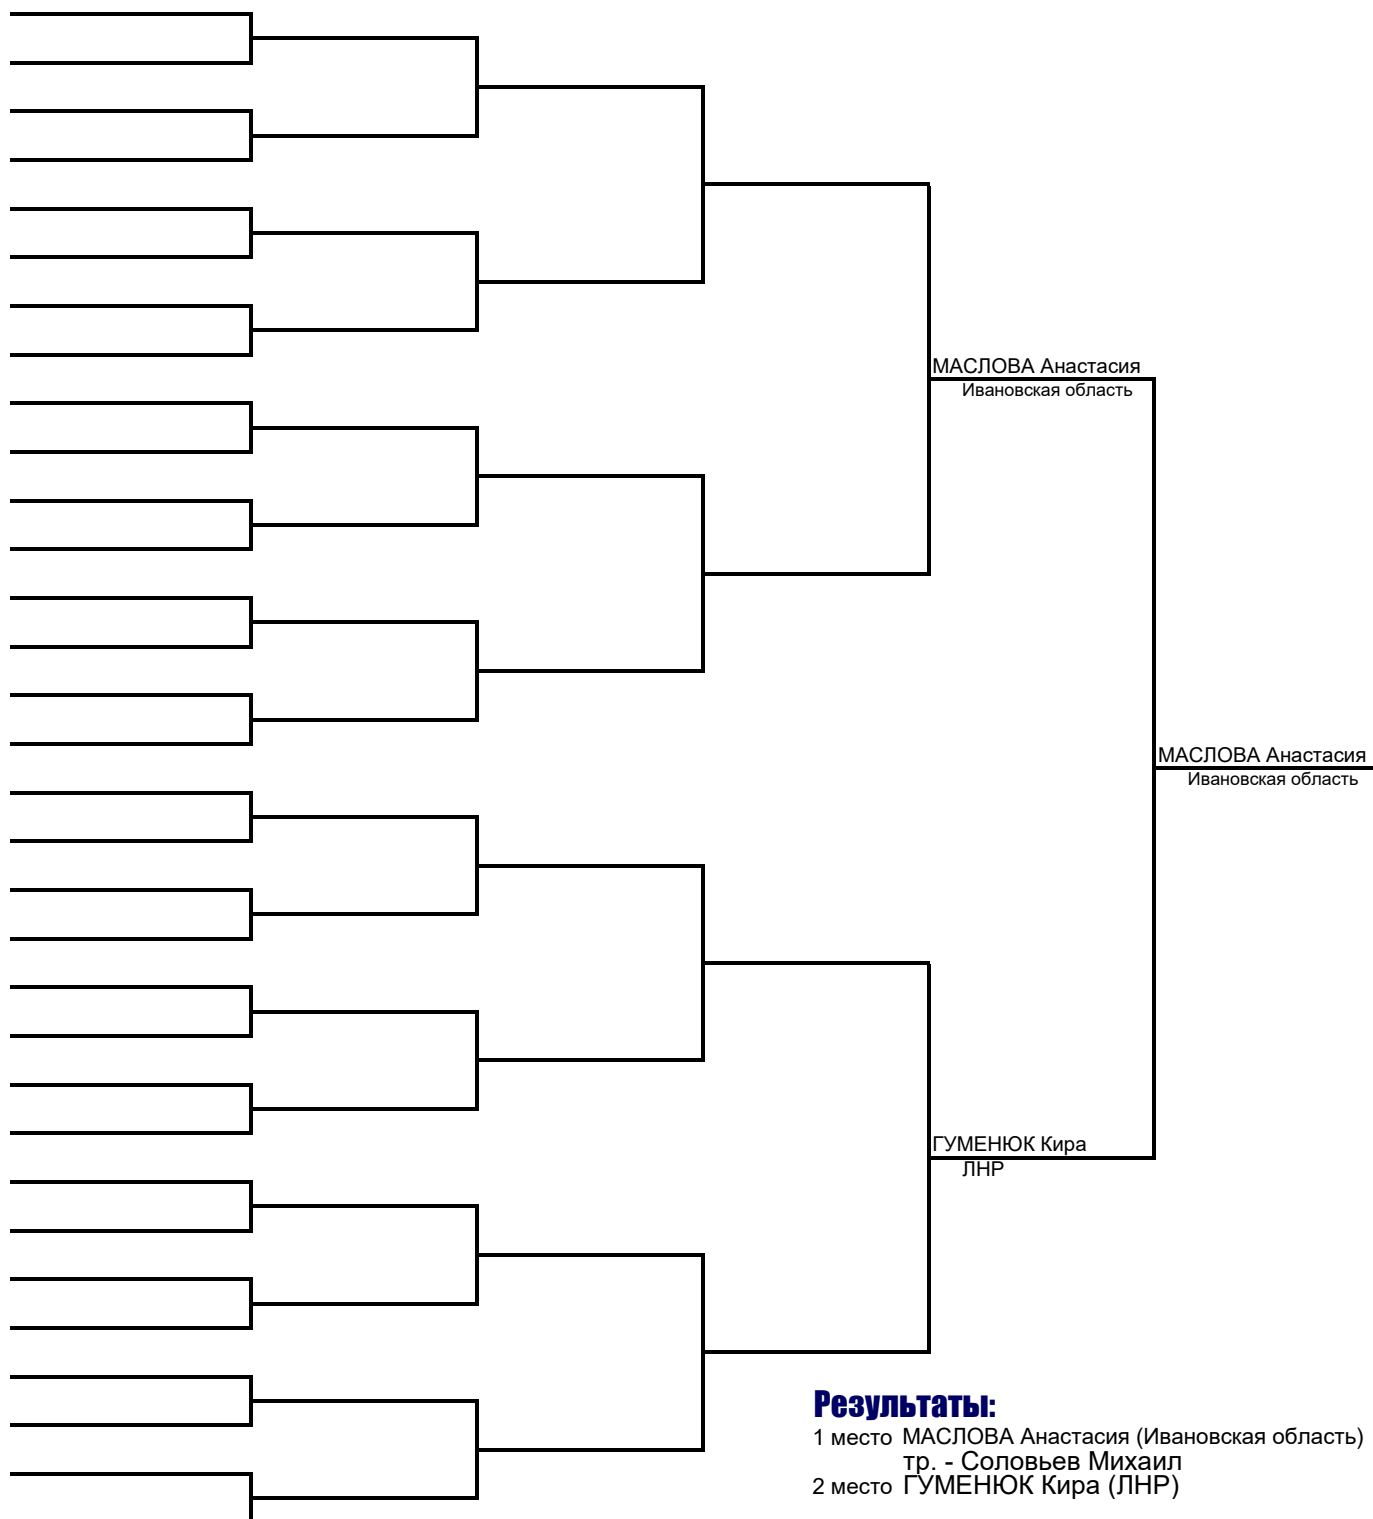 МАСЛОВА Анастасия
Ивановская область
МАСЛОВА Анастасия
Ивановская область
ГУМЕНЮК Кира
ЛНР
Результаты:
1 место МАСЛОВА Анастасия (Ивановская область)
тр. - Соловьев Михаил
2 место ГУМЕНЮК Кира (ЛНР)